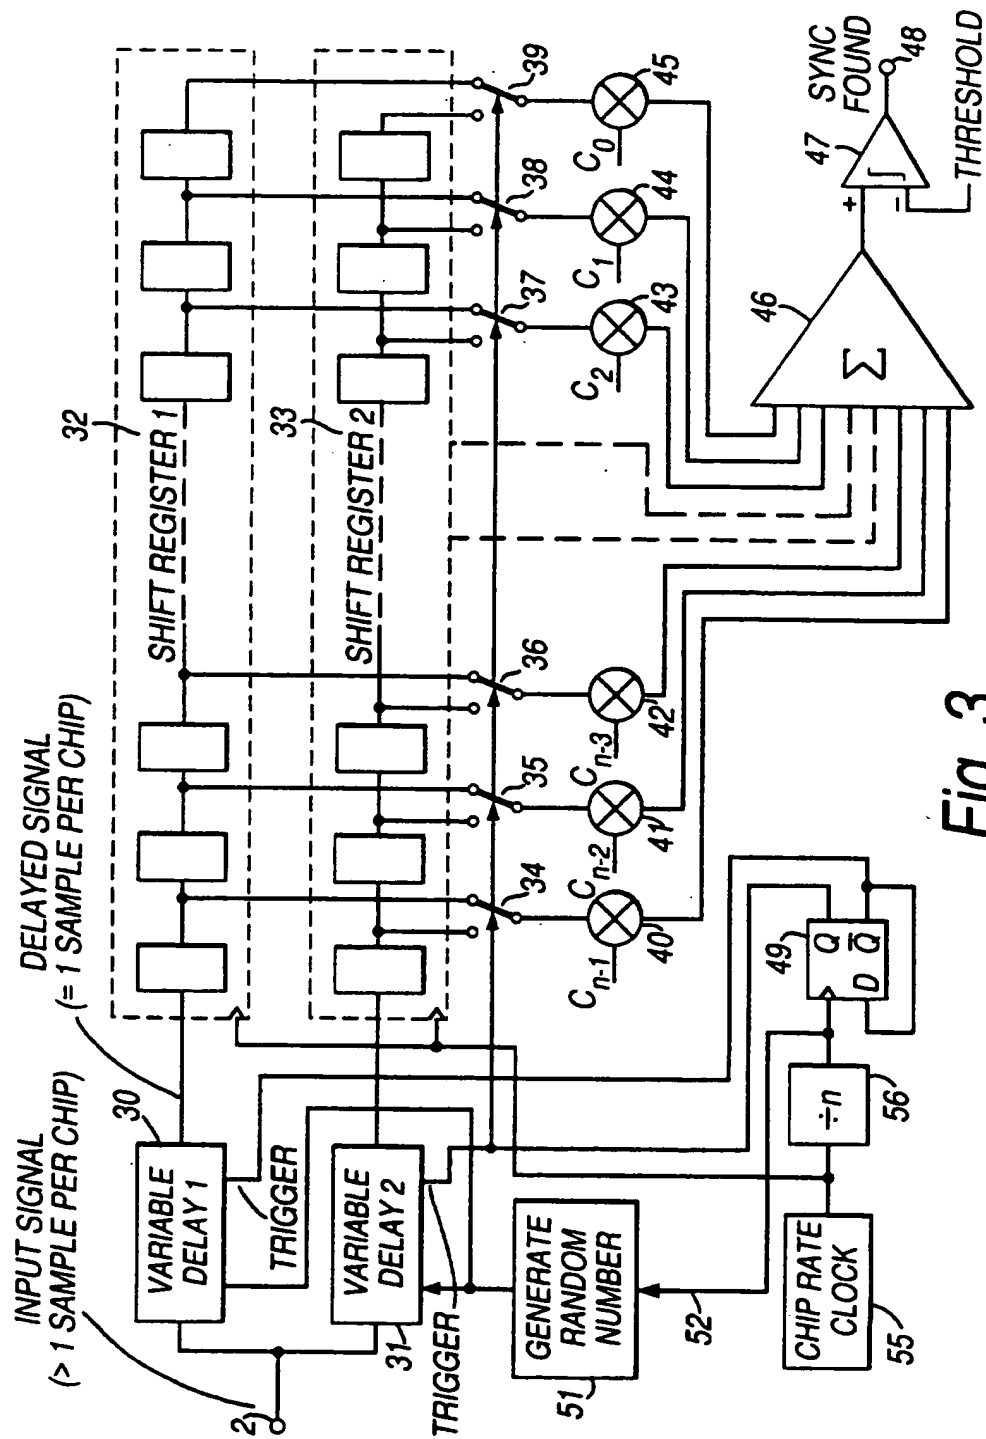 INPUT SIGNAL
(> 1 SAMPLE PER CHIP)
DELAYED SIGNAL
(= 1 SAMPLE PER CHIP)
2
30
VARIABLE
DELAY 1
TRIGGER
32
SHIFT REGISTER 1
31
VARIABLE
DELAY 2
TRIGGER
33
SHIFT REGISTER 2
34
35
36
37
38
39
C_{n-1}
C_{n-2}
C_{n-3}
C_2
C_1
C_0
40
41
42
43
44
45
51
GENERATE
RANDOM
NUMBER
52
CHIP RATE
CLOCK
55
÷n
56
49
D
Q
Q̅
Σ
46
+
−
47
SYNC
FOUND
48
THRESHOLD
Fig. 3